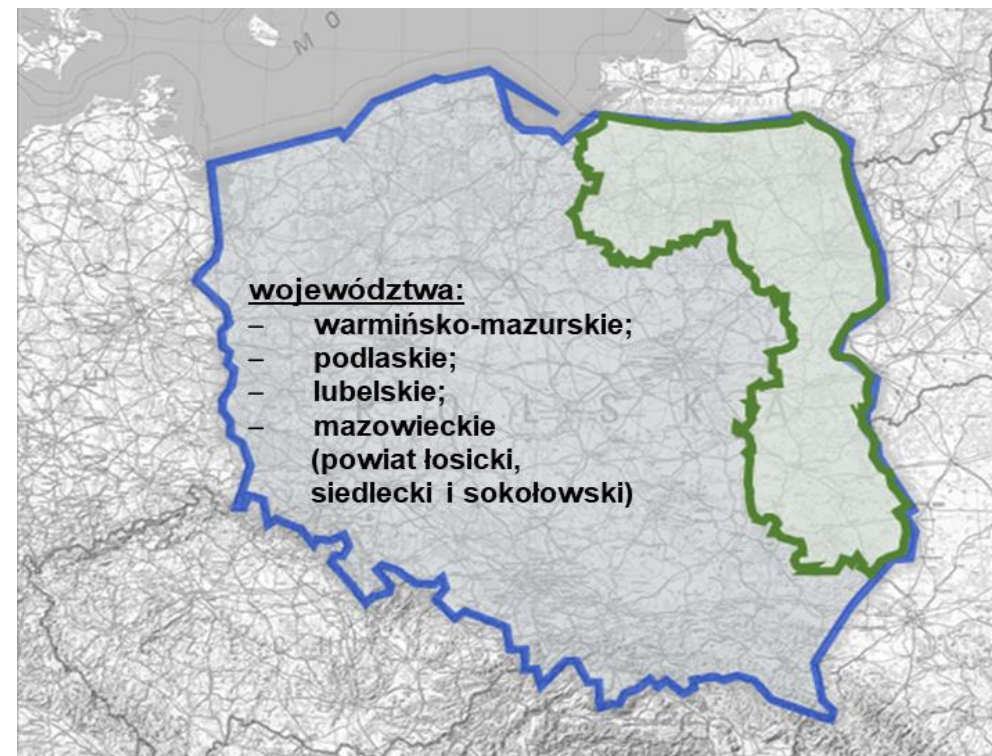 M O
R O S J A
B I
województwa:
– warmińsko-mazurskie;
– podlaskie;
– lubelskie;
– mazowieckie
(powiat łosicki,
siedlecki i sokołowski)
P O L S K A